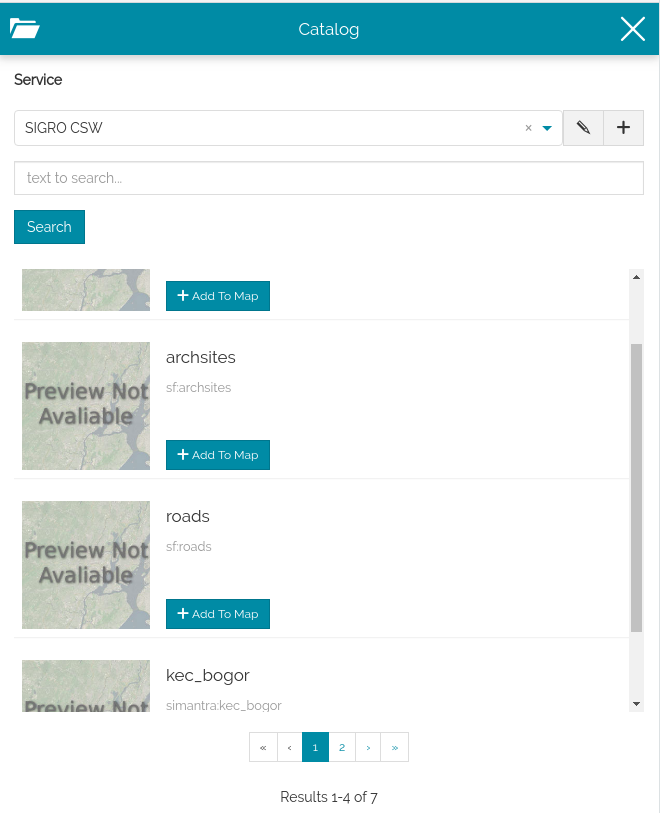 Catalog
Service
SIGRO CSW
×
text to search...
Search
+ Add To Map
archsites
Preview Not
Avaliable
sf:archsites
+ Add To Map
roads
Preview Not
Avaliable
sf:roads
+ Add To Map
kec_bogor
simantra:kec_bogor
Preview Not
« ‹ 1 2 › »
Results 1-4 of 7